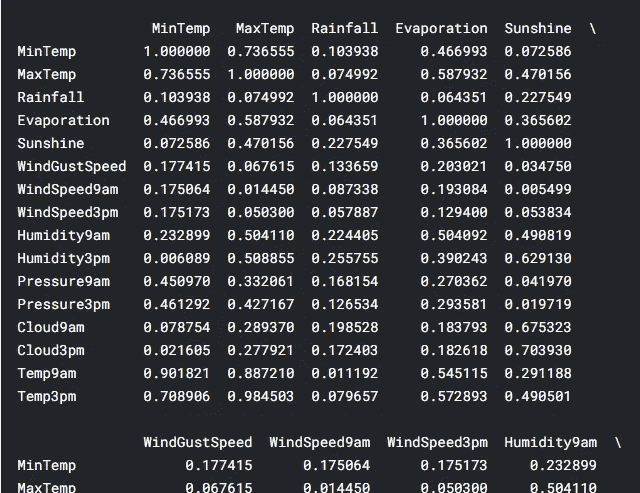 MinTemp MaxTemp Rainfall Evaporation Sunshine \
MinTemp 1.000000 0.736555 0.103938 0.466993 0.072586
MaxTemp 0.736555 1.000000 0.074992 0.587932 0.470156
Rainfall 0.103938 0.074992 1.000000 0.064351 0.227549
Evaporation 0.466993 0.587932 0.064351 1.000000 0.365602
Sunshine 0.072586 0.470156 0.227549 0.365602 1.000000
WindGustSpeed 0.177415 0.067615 0.133659 0.203021 0.034750
WindSpeed9am 0.175064 0.014450 0.087338 0.193084 0.005499
WindSpeed3pm 0.175173 0.050300 0.057887 0.129400 0.053834
Humidity9am 0.232899 0.504110 0.224405 0.504092 0.490819
Humidity3pm 0.006089 0.508855 0.255755 0.390243 0.629130
Pressure9am 0.450970 0.332061 0.168154 0.270362 0.041970
Pressure3pm 0.461292 0.427167 0.126534 0.293581 0.019719
Cloud9am 0.078754 0.289370 0.198528 0.183793 0.675323
Cloud3pm 0.021605 0.277921 0.172403 0.182618 0.703930
Temp9am 0.901821 0.887210 0.011192 0.545115 0.291188
Temp3pm 0.708906 0.984503 0.079657 0.572893 0.490501
WindGustSpeed WindSpeed9am WindSpeed3pm Humidity9am \
MinTemp 0.177415 0.175064 0.175173 0.232899
MaxTemp 0.067615 0.014450 0.050300 0.504110